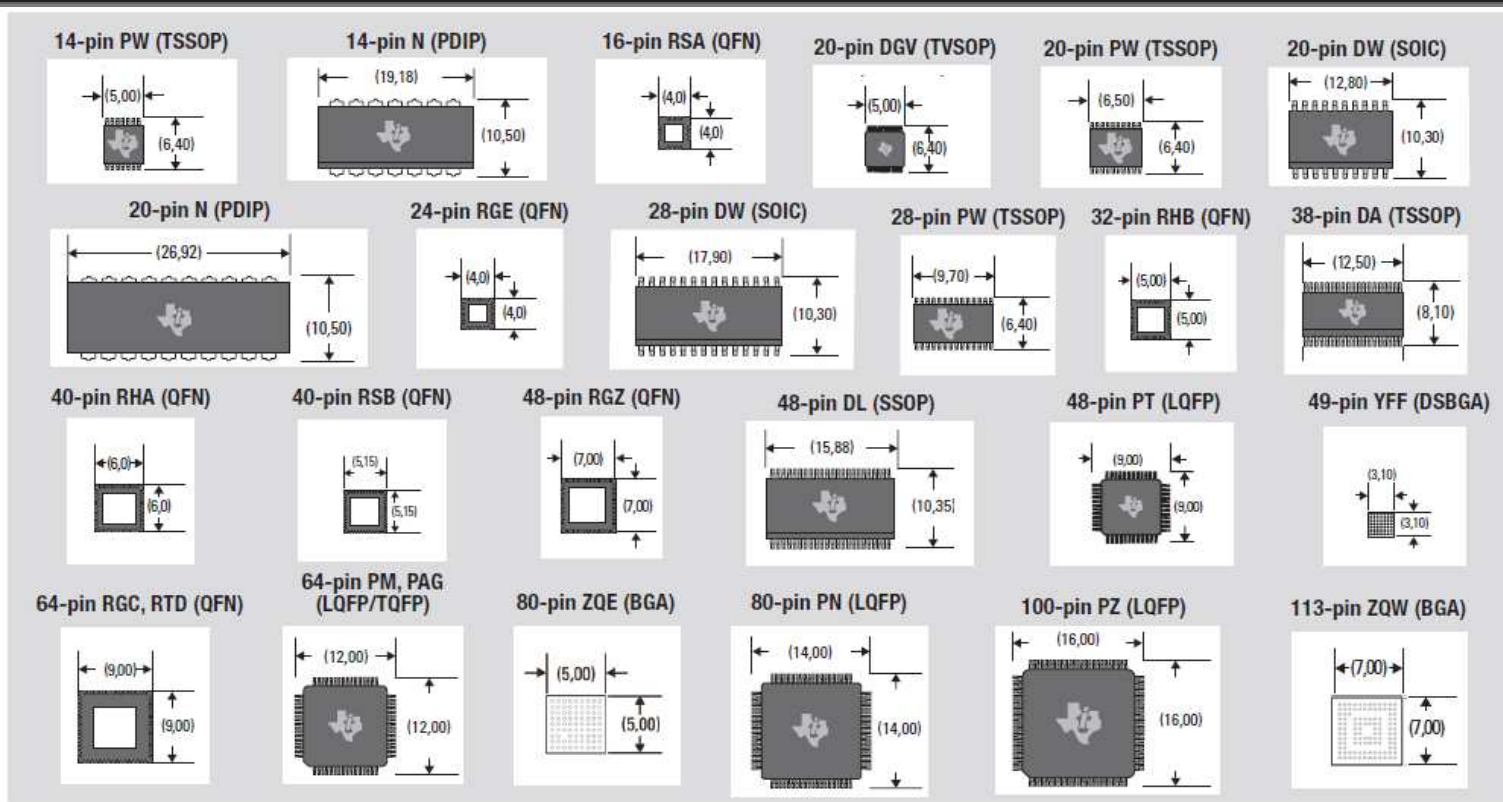 14-pin PW (TSSOP)
(5,00)
(6,40)
14-pin N (PDIP)
(19,18)
(10,50)
16-pin RSA (QFN)
(4,0)
(4,0)
20-pin DGV (TVSOP)
(5,00)
(6,40)
20-pin PW (TSSOP)
(6,50)
(6,40)
20-pin DW (SOIC)
(12,80)
(10,30)
20-pin N (PDIP)
(26,92)
(10,50)
24-pin RGE (QFN)
(4,0)
(4,0)
28-pin DW (SOIC)
(17,90)
(10,30)
28-pin PW (TSSOP)
(9,70)
(6,40)
32-pin RHB (QFN)
(5,00)
(5,00)
38-pin DA (TSSOP)
(12,50)
(8,10)
40-pin RHA (QFN)
(6,0)
(6,0)
40-pin RSB (QFN)
(5,15)
(5,15)
48-pin RGZ (QFN)
(7,00)
(7,00)
48-pin DL (SSOP)
(15,88)
(10,35)
48-pin PT (LQFP)
(9,00)
(9,00)
49-pin YFF (DSBGA)
(3,10)
(3,10)
64-pin RGC, RTD (QFN)
(9,00)
(9,00)
64-pin PM, PAG
(LQFP/TQFP)
(12,00)
(12,00)
80-pin ZQE (BGA)
(5,00)
(5,00)
80-pin PN (LQFP)
(14,00)
(14,00)
100-pin PZ (LQFP)
(16,00)
(16,00)
113-pin ZQW (BGA)
(7,00)
(7,00)